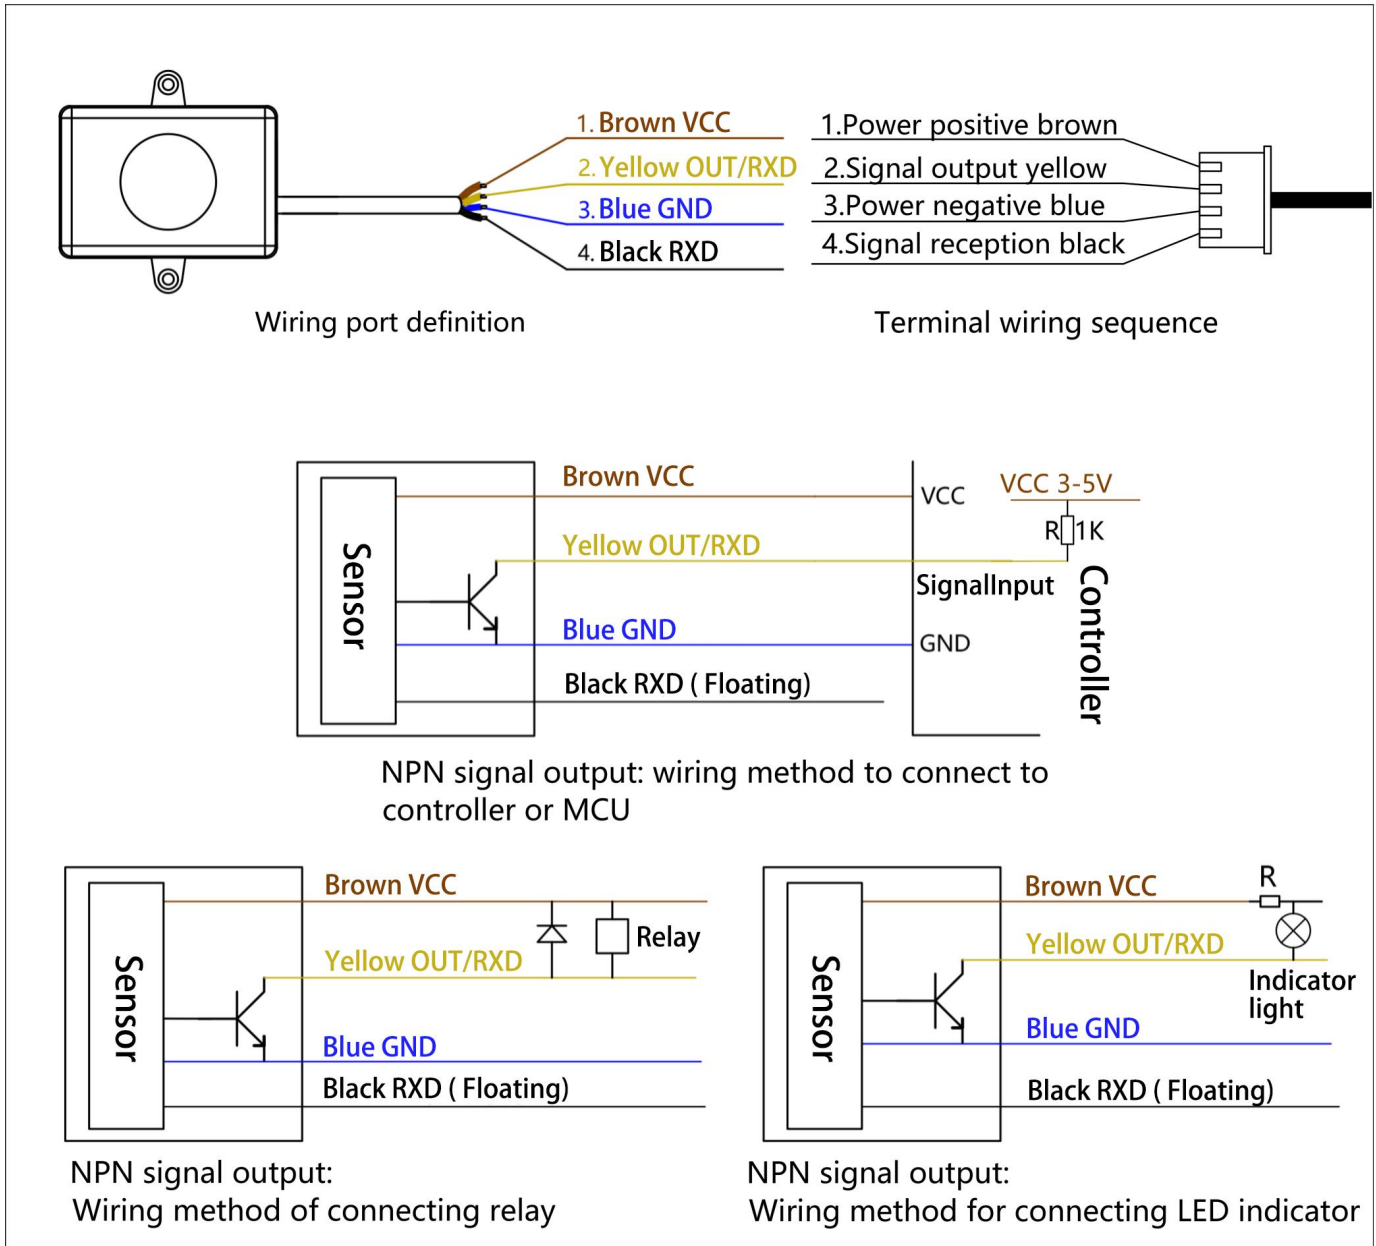 1. Brown VCC
2. Yellow OUT/RXD
3. Blue GND
4. Black RXD
Wiring port definition
1.Power positive brown
2.Signal output yellow
3.Power negative blue
4.Signal reception black
Terminal wiring sequence
Sensor
Brown VCC
Yellow OUT/RXD
Blue GND
Black RXD ( Floating)
VCC
SignalInput
GND
VCC 3-5V
R 1K
Controller
NPN signal output: wiring method to connect to
controller or MCU
Sensor
Brown VCC
Yellow OUT/RXD
Blue GND
Black RXD ( Floating)
Relay
NPN signal output:
Wiring method of connecting relay
Sensor
Brown VCC
Yellow OUT/RXD
Blue GND
Black RXD ( Floating)
R
Indicator
light
NPN signal output:
Wiring method for connecting LED indicator